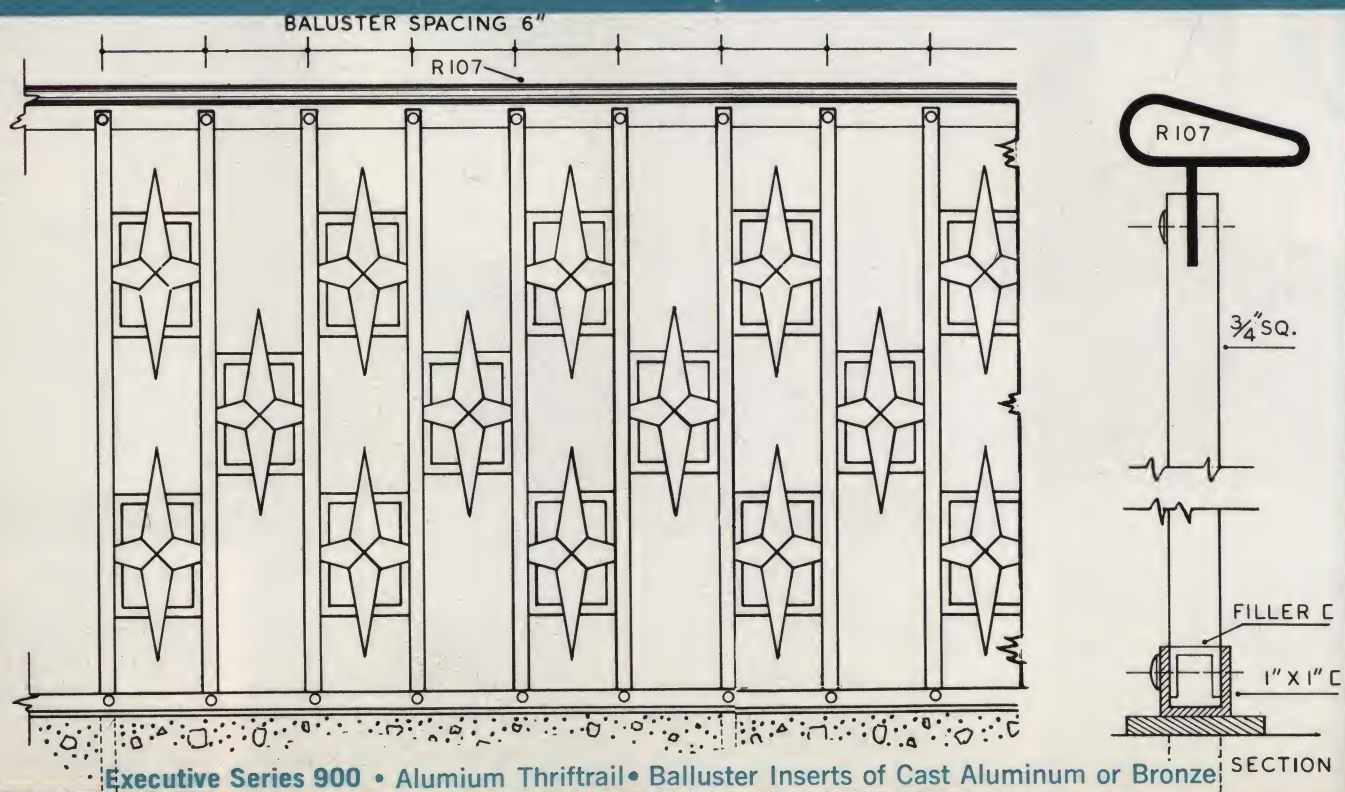 BALUSTER SPACING 6"
R107
R107
3/4" SQ.
FILLER [
1" X 1" [
SECTION
Executive Series 900 • Alumium Thriftrail • Balluster Inserts of Cast Aluminum or Bronze